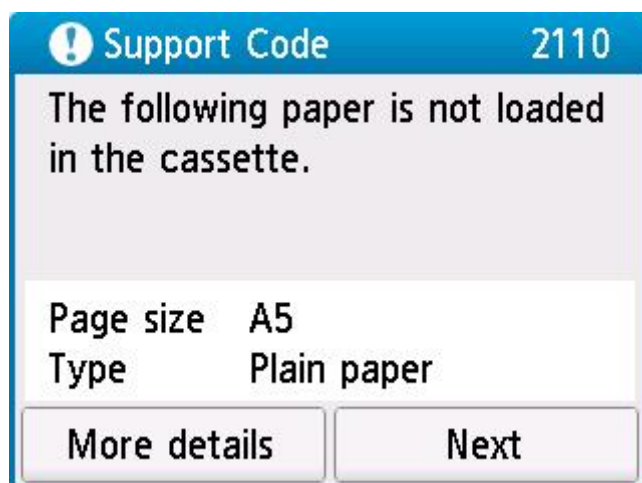 Support Code 2110
The following paper is not loaded
in the cassette.
Page size A5
Type Plain paper
More details Next